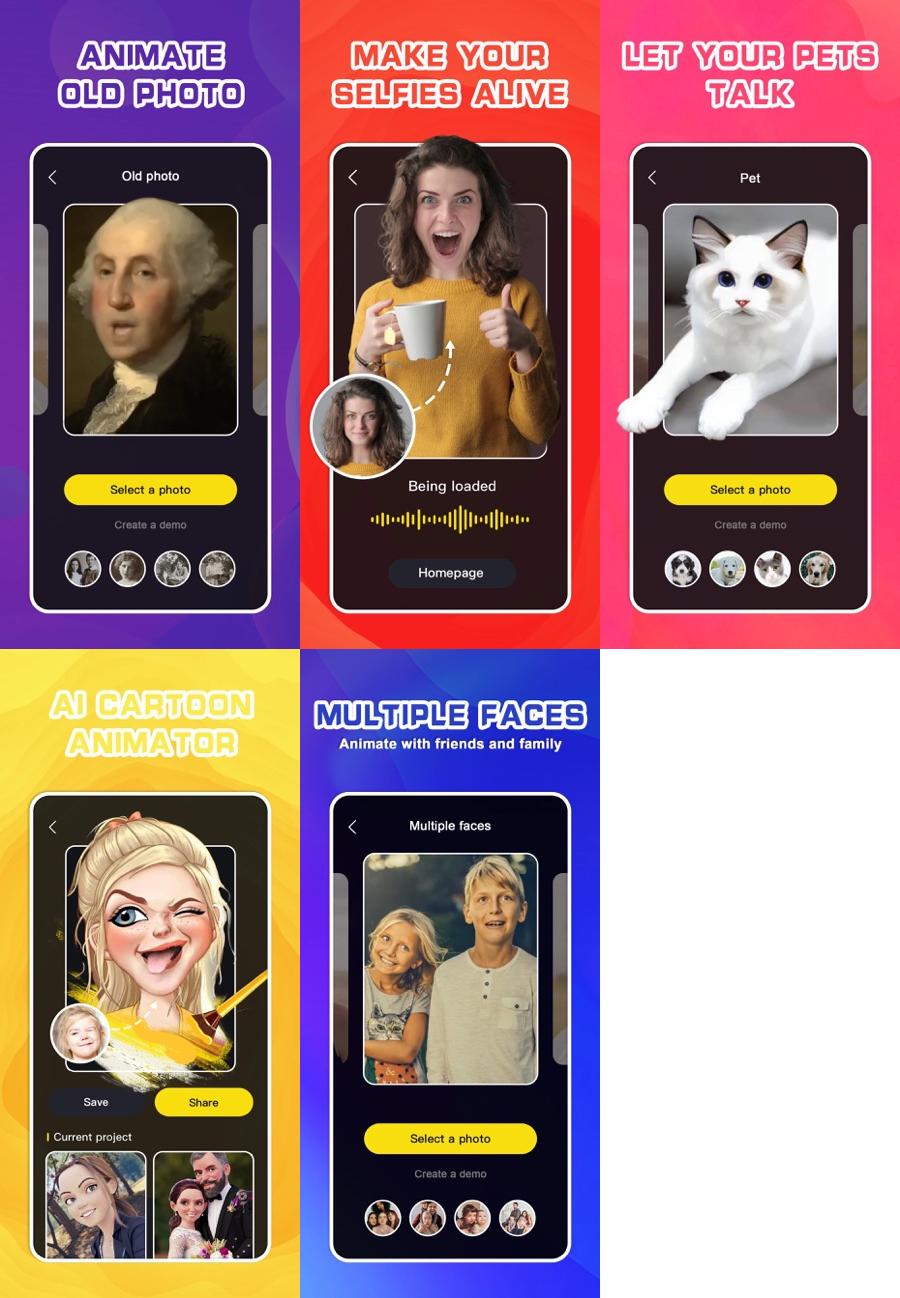 ANIMATE
OLD PHOTO
Old photo
Select a photo
Create a demo
MAKE YOUR
SELFIES ALIVE
Being loaded
Homepage
LET YOUR PETS
TALK
Pet
Select a photo
Create a demo
AI CARTOON
ANIMATOR
Save
Share
Current project
MULTIPLE FACES
Animate with friends and family
Multiple faces
&
Select a photo
Create a demo